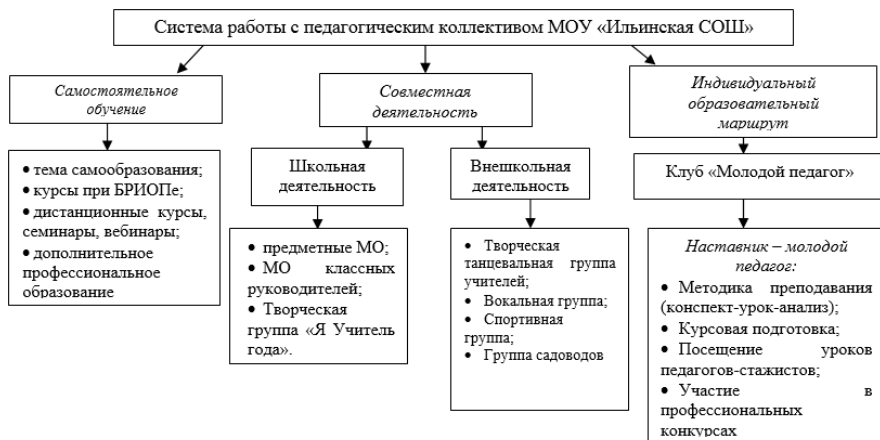 Система работы с педагогическим коллективом МОУ «Ильинская СОШ»
Самостоятельное
обучение
• тема самообразования;
• курсы при БРИОПе;
• дистанционные курсы,
семинары, вебинары;
• дополнительное
профессиональное
образование
Совместная
деятельность
Школьная
деятельность
• предметные МО;
• МО классных
руководителей;
• Творческая
группа «Я Учитель
года».
Внешкольная
деятельность
• Творческая
танцевальная группа
учителей;
• Вокальная группа;
• Спортивная
группа;
• Группа садоводов
Индивидуальный
образовательный
маршрут
Клуб «Молодой педагог»
Наставник – молодой
педагог:
• Методика преподавания
(конспект-урок-анализ);
• Курсовая подготовка;
• Посещение уроков
педагогов-стажистов;
• Участие в
профессиональных
конкурсах